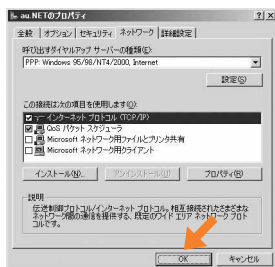 au.NETのプロパティ
全般 オプション セキュリティ ネットワーク 詳細設定
呼び出すダイヤルアップ サーバーの種類(E):
PPP: Windows 95/98/NT4/2000, Internet
設定(S)
この接続は次の項目を使用します(O):
インターネット プロトコル (TCP/IP)
QoS パケット スケジューラ
Microsoft ネットワーク用ファイルとプリンタ共有
Microsoft ネットワーク用クライアント
インストール(N)... アンインストール(U) プロパティ(R)
説明
伝送制御プロトコル/インターネット プロトコル。相互接続されたさまざまな
ネットワーク間の通信を提供する、既定のワイド エリア ネットワーク プロト
コルです。
OK キャンセル